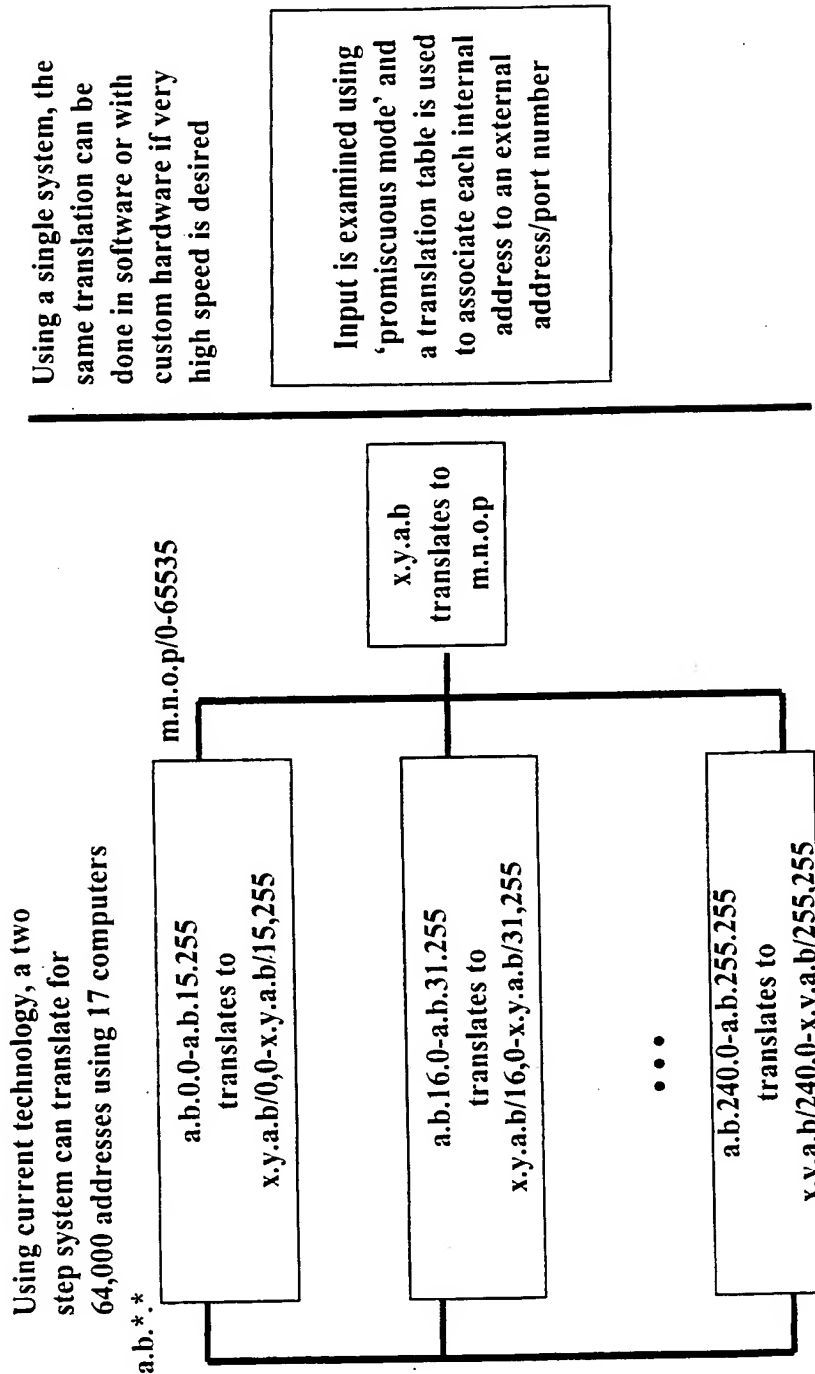 Using current technology, a two
step system can translate for
64,000 addresses using 17 computers
a.b.*.*
m.n.o.p/0-65535
a.b.0.0-a.b.15.255
translates to
x.y.a.b/0,0-x.y.a.b/15,255
a.b.16.0-a.b.31.255
translates to
x.y.a.b/16,0-x.y.a.b/31,255
• • •
a.b.240.0-a.b.255.255
translates to
x.y.a.b/240.0-x.y.a.b/255,255
x.y.a.b
translates to
m.n.o.p
Using a single system, the
same translation can be
done in software or with
custom hardware if very
high speed is desired
Input is examined using
‘promiscuous mode’ and
a translation table is used
to associate each internal
address to an external
address/port number